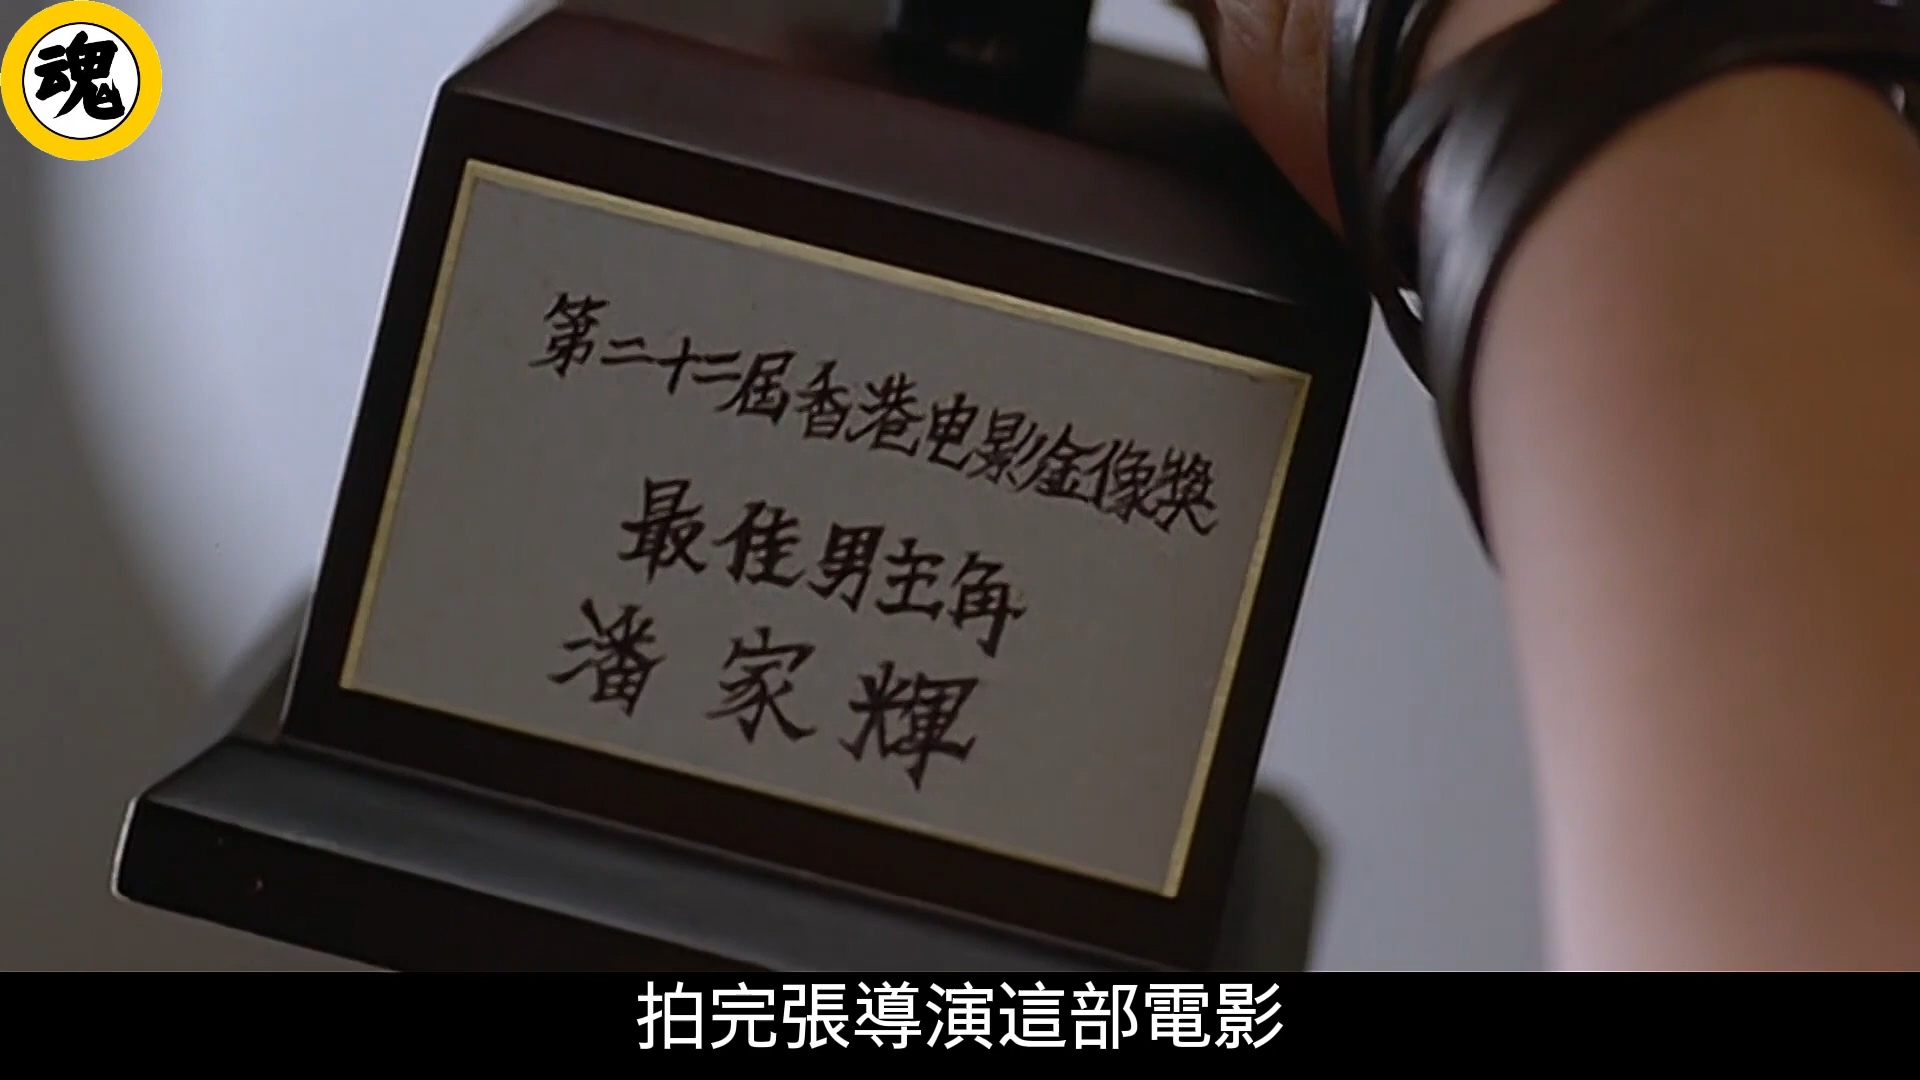 魂
第二十二屆香港电影金像獎
最佳男主角
潘家輝
拍完張導演這部電影